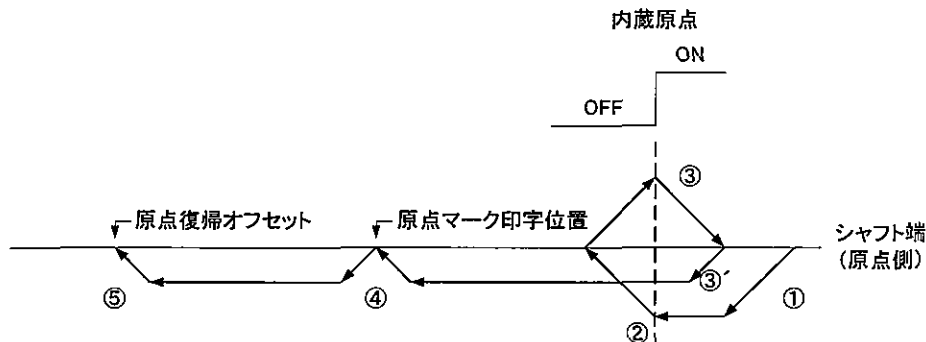 内蔵原点
ON
OFF
③
原点復帰オフセット
原点マーク印字位置
シャフト端
(原点側)
⑤
④
③´
①
②